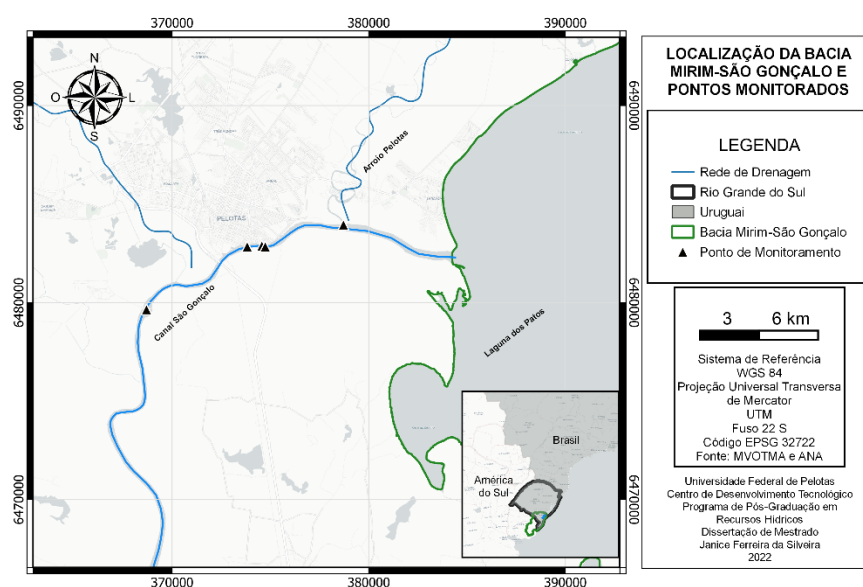 370000
380000
390000
6490000
6490000
N
O
L
S
Arroio Pelotas
PELOTAS
Canal São Gonçalo
Laguna dos Patos
6480000
6480000
6470000
6470000
Brasil
América
do Sul
370000
380000
390000
LOCALIZAÇÃO DA BACIA
MIRIM-SÃO GONÇALO E
PONTOS MONITORADOS
LEGENDA
Rede de Drenagem
Rio Grande do Sul
Uruguai
Bacia Mirim-São Gonçalo
Ponto de Monitoramento
3 6 km
Sistema de Referência
WGS 84
Projeção Universal Transversa
de Mercator
UTM
Fuso 22 S
Código EPSG 32722
Fonte: MVOTMA e ANA
Universidade Federal de Pelotas
Centro de Desenvolvimento Tecnológico
Programa de Pós-Graduação em
Recursos Hídricos
Dissertação de Mestrado
Janice Ferreira da Silveira
2022